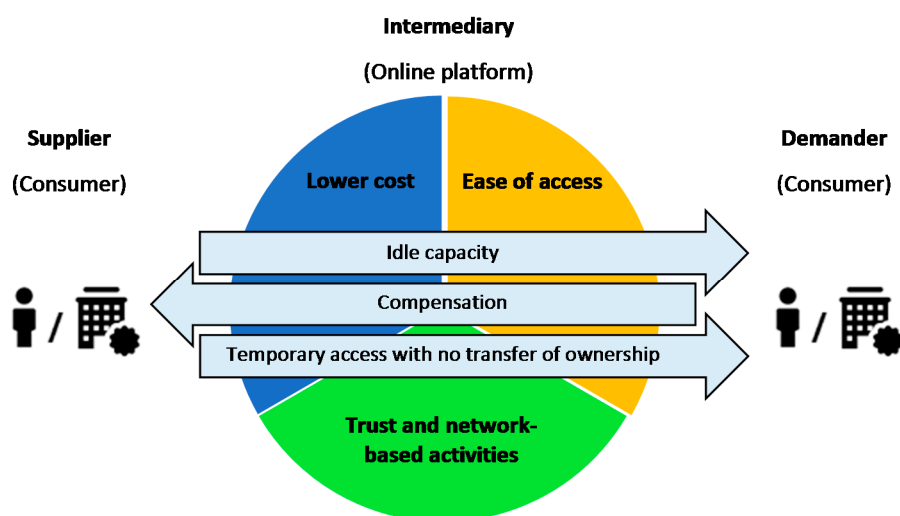 Intermediary
(Online platform)
Supplier
(Consumer)
Demander
(Consumer)
Lower cost
Ease of access
Idle capacity
Compensation
/
/
Temporary access with no transfer of ownership
Trust and network-
based activities